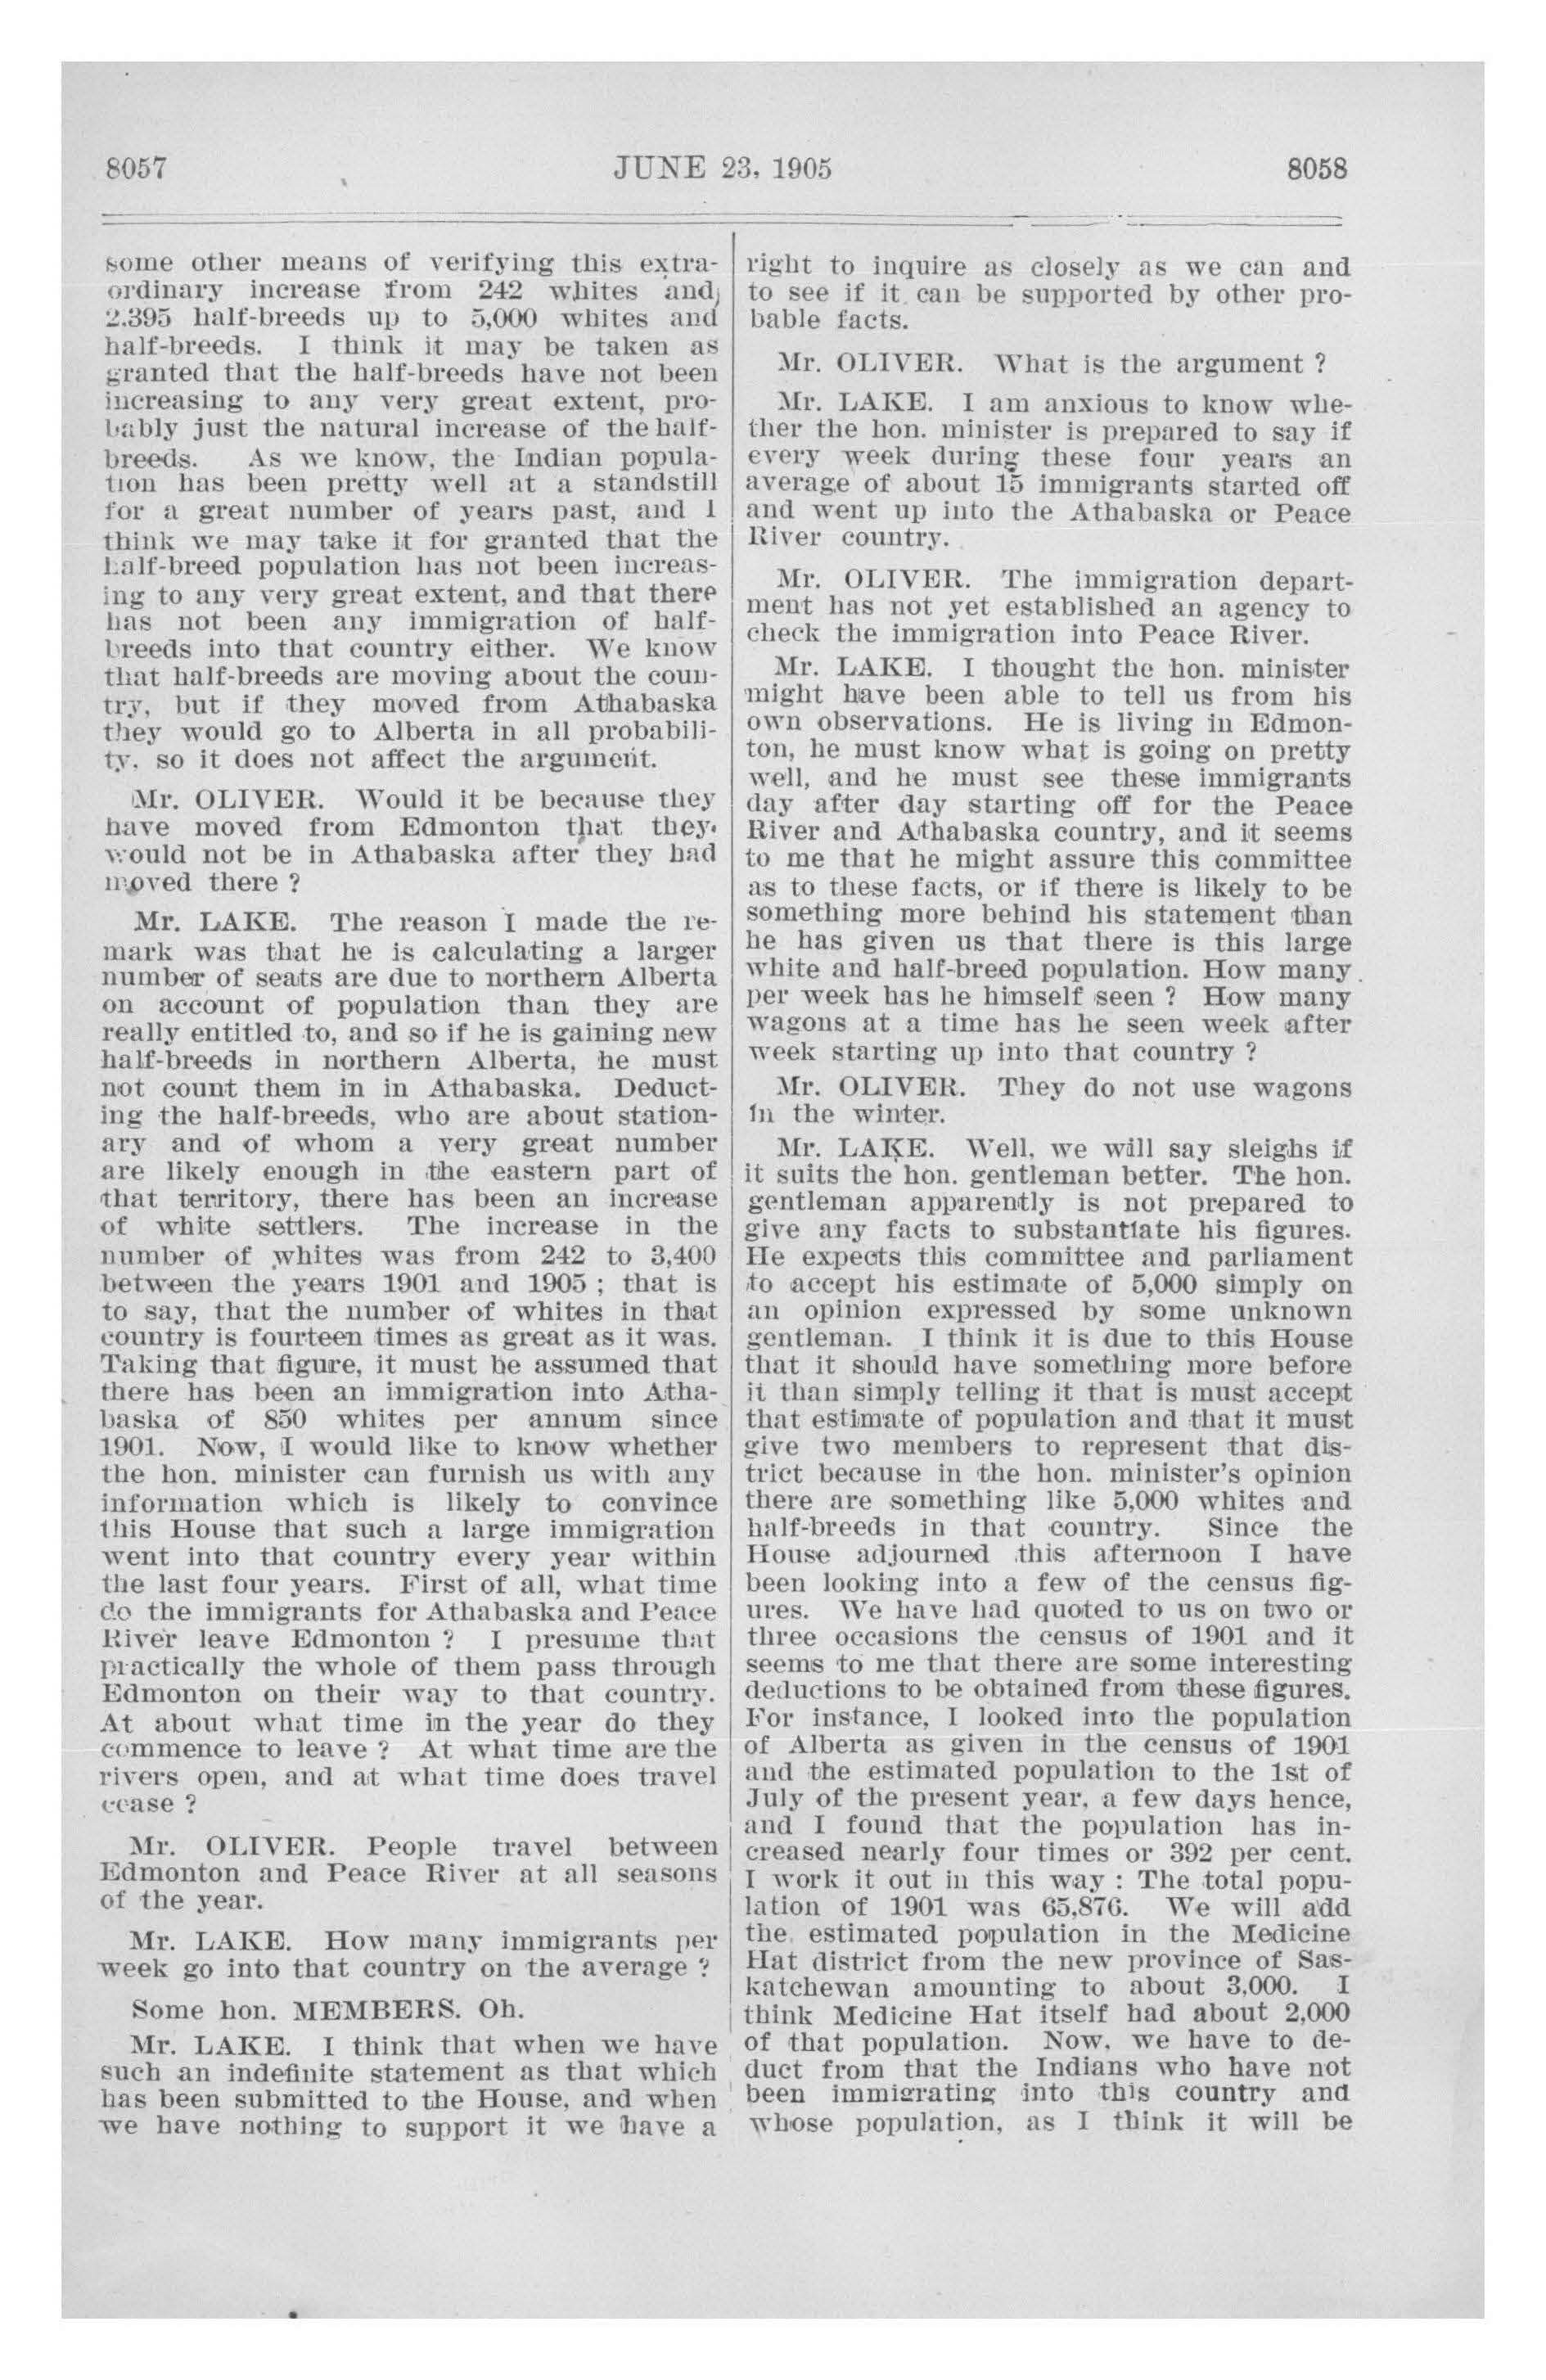 8057
JUNE 23, 1905
8058
some other means of verifying this extra-
ordinary increase from 242 whites and
2,395 half-breeds up to 5,000 whites and
half-breeds. I think it may be taken as
granted that the half-breeds have not been
increasing to any very great extent, pro-
bably just the natural increase of the half-
breeds. As we know, the Indian popula-
tion has been pretty well at a standstill
for a great number of years past, and I
think we may take it for granted that the
half-breed population has not been increas-
ing to any very great extent, and that there
has not been any immigration of half-
breeds into that country either. We know
that half-breeds are moving about the coun-
try, but if they moved from Athabaska
they would go to Alberta in all probabili-
ty, so it does not affect the argument.
Mr. OLIVER. Would it be because they
have moved from Edmonton that they
would not be in Athabaska after they had
moved there ?
Mr. LAKE. The reason I made the re-
mark was that he is calculating a larger
number of seats are due to northern Alberta
on account of population than they are
really entitled to, and so if he is gaining new
half-breeds in northern Alberta, he must
not count them in in Athabaska. Deduct-
ing the half-breeds, who are about station-
ary and of whom a very great number
are likely enough in the eastern part of
that territory, there has been an increase
of white settlers. The increase in the
number of whites was from 242 to 3,400
between the years 1901 and 1905 ; that is
to say, that the number of whites in that
country is fourteen times as great as it was.
Taking that figure, it must be assumed that
there has been an immigration into Atha-
baska of 850 whites per annum since
1901. Now, I would like to know whether
the hon. minister can furnish us with any
information which is likely to convince
this House that such a large immigration
went into that country every year within
the last four years. First of all, what time
do the immigrants for Athabaska and Peace
River leave Edmonton ? I presume that
practically the whole of them pass through
Edmonton on their way to that country.
At about what time in the year do they
commence to leave ? At what time are the
rivers open, and at what time does travel
cease ?
Mr. OLIVER. People travel between
Edmonton and Peace River at all seasons
of the year.
Mr. LAKE. How many immigrants per
week go into that country on the average ?
Some hon. MEMBERS. Oh.
Mr. LAKE. I think that when we have
such an indefinite statement as that which
has been submitted to the House, and when
we have nothing to support it we have a
right to inquire as closely as we can and
to see if it can be supported by other pro-
bable facts.
Mr. OLIVER. What is the argument ?
Mr. LAKE. I am anxious to know whe-
ther the hon. minister is prepared to say if
every week during these four years an
average of about 15 immigrants started off
and went up into the Athabaska or Peace
River country.
Mr. OLIVER. The immigration depart-
ment has not yet established an agency to
check the immigration into Peace River.
Mr. LAKE. I thought the hon. minister
might have been able to tell us from his
own observations. He is living in Edmon-
ton, he must know what is going on pretty
well, and he must see these immigrants
day after day starting off for the Peace
River and Athabaska country, and it seems
to me that he might assure this committee
as to these facts, or if there is likely to be
something more behind his statement than
he has given us that there is this large
white and half-breed population. How many
per week has he himself seen ? How many
wagons at a time has he seen week after
week starting up into that country ?
Mr. OLIVER. They do not use wagons
in the winter.
Mr. LAKE. Well, we will say sleighs if
it suits the hon. gentleman better. The hon.
gentleman apparently is not prepared to
give any facts to substantiate his figures.
He expects this committee and parliament
to accept his estimate of 5,000 simply on
an opinion expressed by some unknown
gentleman. I think it is due to this House
that it should have something more before
it than simply telling it that is must accept
that estimate of population and that it must
give two members to represent that dis-
trict because in the hon. minister's opinion
there are something like 5,000 whites and
half-breeds in that country. Since the
House adjourned this afternoon I have
been looking into a few of the census fig-
ures. We have had quoted to us on two or
three occasions the census of 1901 and it
seems to me that there are some interesting
deductions to be obtained from these figures.
For instance, I looked into the population
of Alberta as given in the census of 1901
and the estimated population to the 1st of
July of the present year, a few days hence,
and I found that the population has in-
creased nearly four times or 392 per cent.
I work it out in this way : The total popu-
lation of 1901 was 65,876. We will add
the estimated population in the Medicine
Hat district from the new province of Sas-
katchewan amounting to about 3,000. I
think Medicine Hat itself had about 2,000
of that population. Now, we have to de-
duct from that the Indians who have not
been immigrating into this country and
whose population, as I think it will be